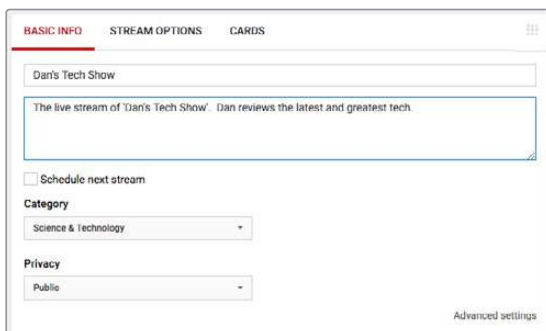 BASIC INFO STREAM OPTIONS CARDS
Dan's Tech Show
The live stream of 'Dan's Tech Show'. Dan reviews the latest and greatest tech.
Schedule next stream
Category
Science & Technology
Privacy
Public
Advanced settings